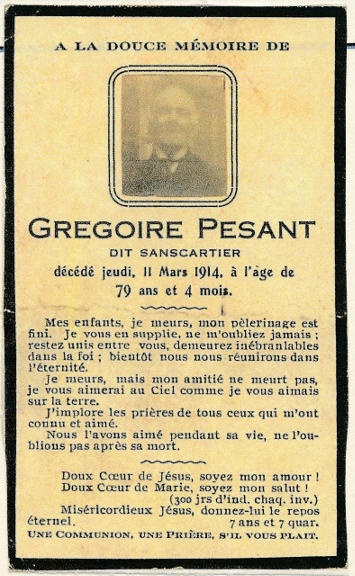 A LA DOUCE MÉMOIRE DE
GREGOIRE PESANT
DIT SANSCARTIER
décédé jeudi, 11 Mars 1914, à l'âge de
79 ans et 4 mois.
Mes enfants, je meurs, mon pèlerinage est
fini. Je vous en supplie, ne m'oubliez jamais ;
restez unis entre vous, demeurez inébranlables
dans la foi ; bientôt nous nous réunirons dans
l'éternité.
Je meurs, mais mon amitié ne meurt pas,
je vous aimerai au Ciel comme je vous aimais
sur la terre.
J'implore les prières de tous ceux qui m'ont
connu et aimé.
Nous l'avons aimé pendant sa vie, ne l'ou-
blions pas après sa mort.
Doux Cœur de Jésus, soyez mon amour !
Doux Cœur de Marie, soyez mon salut !
(300 jrs d'ind. chaq. inv.)
Miséricordieux Jésus, donnez-lui le repos
éternel. 7 ans et 7 quar.
UNE COMMUNION, UNE PRIÈRE, S'IL VOUS PLAIT.